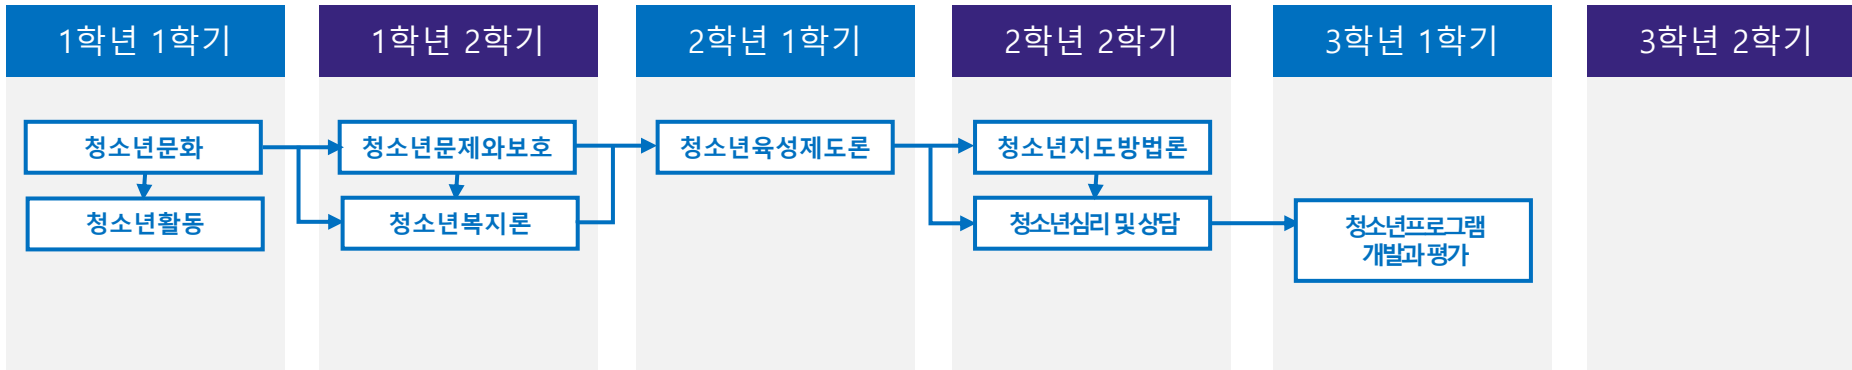 1학년 1학기
1학년 2학기
2학년 1학기
2학년 2학기
3학년 1학기
3학년 2학기
청소년문화
청소년문제와보호
청소년육성제도론
청소년지도방법론
청소년활동
청소년복지론
청소년심리 및 상담
청소년프로그램
개발과 평가